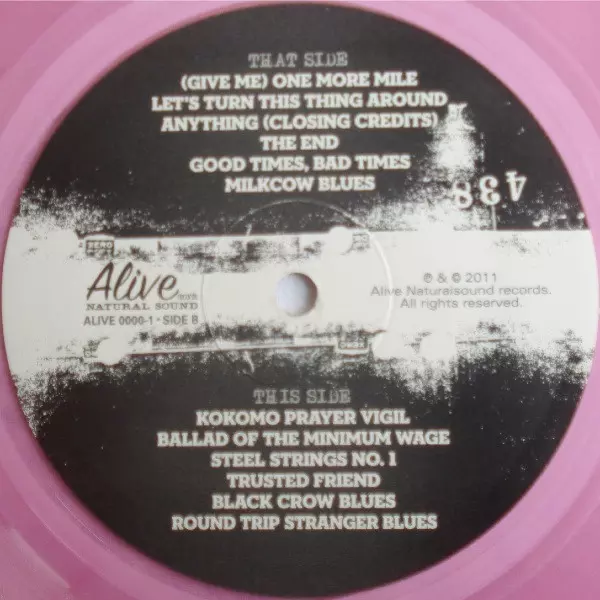 THAT SIDE
(GIVE ME) ONE MORE MILE
LET'S TURN THIS THING AROUND
ANYTHING (CLOSING CREDITS)
THE END
GOOD TIMES, BAD TIMES
MILKCOW BLUES
438
Alive
NATURAL SOUND
ALIVE 0000-1 • SIDE B
℗ & © 2011
Alive Naturalsound records.
All rights reserved.
THIS SIDE
KOKOMO PRAYER VIGIL
BALLAD OF THE MINIMUM WAGE
STEEL STRINGS NO. 1
TRUSTED FRIEND
BLACK CROW BLUES
ROUND TRIP STRANGER BLUES